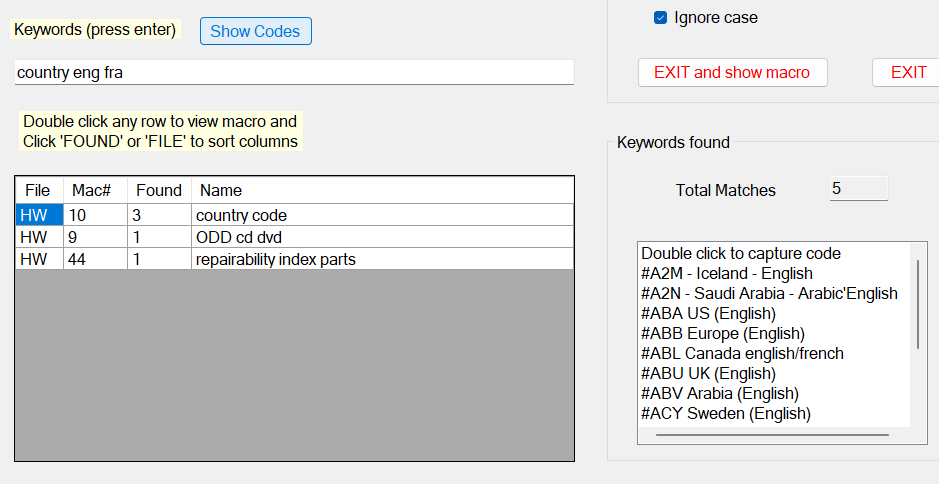 Keywords (press enter)
Show Codes
country eng fra
Double click any row to view macro and
Click 'FOUND' or 'FILE' to sort columns
File Mac# Found Name
HW 10 3 country code
HW 9 1 ODD cd dvd
HW 44 1 repairability index parts
Ignore case
EXIT and show macro
EXIT
Keywords found
Total Matches 5
Double click to capture code
#A2M - Iceland - English
#A2N - Saudi Arabia - Arabic'English
#ABA US (English)
#ABB Europe (English)
#ABL Canada english/french
#ABU UK (English)
#ABV Arabia (English)
#ACY Sweden (English)